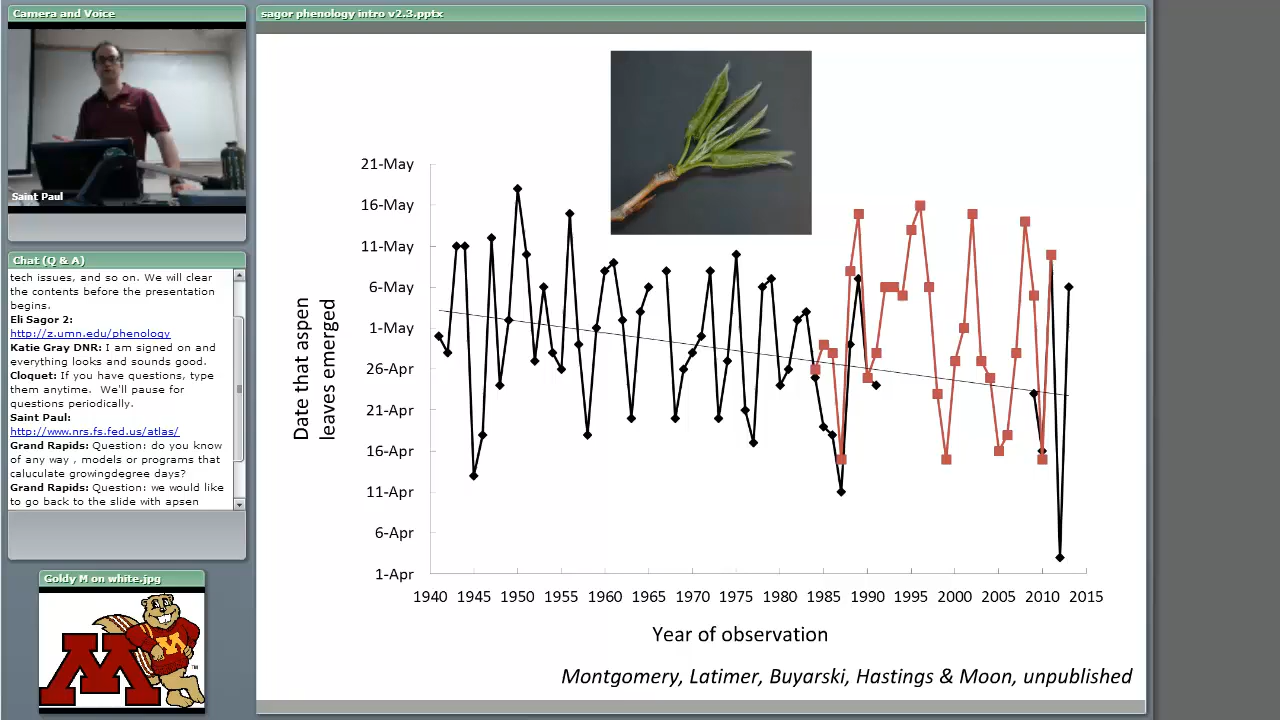 Camera and Voice
Saint Paul
Chat (Q & A)
tech issues, and so on. We will clear
the contents before the presentation
begins.
Eli Sagor 2:
http://z.umn.edu/phenology
Katie Gray DNR: I am signed on and
everything looks and sounds good.
Cloquet: If you have questions, type
them anytime.  We'll pause for
questions periodically.
Saint Paul:
http://www.nrs.fs.fed.us/atlas/
Grand Rapids: Question: do you know
of any way , models or programs that
caluculate growingdegree days?
Grand Rapids: Question: we would like
to go back to the slide with apsen
Goldy M on white.jpg
M
M
TM
sagor phenology intro v2.3.pptx
21-May
16-May
11-May
6-May
1-May
26-Apr
21-Apr
16-Apr
11-Apr
6-Apr
1-Apr
Date that aspen
leaves emerged
1940 1945 1950 1955 1960 1965 1970 1975 1980 1985 1990 1995 2000 2005 2010 2015
Year of observation
Montgomery, Latimer, Buyarski, Hastings & Moon, unpublished